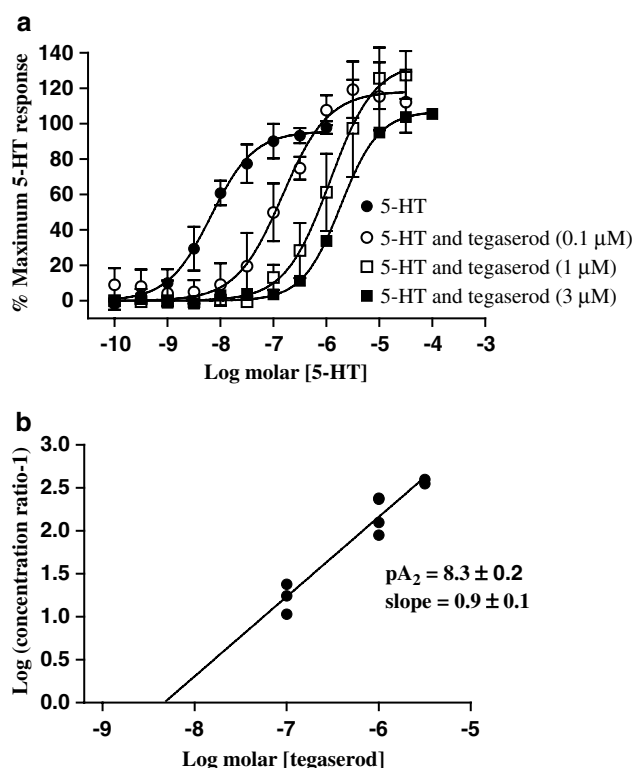 a
% Maximum 5-HT response
140
120
100
80
60
40
20
0
-10 -9 -8 -7 -6 -5 -4 -3
Log molar [5-HT]
5-HT
5-HT and tegaserod (0.1 µM)
5-HT and tegaserod (1 µM)
5-HT and tegaserod (3 µM)
b
Log (concentration ratio-1)
3.0
2.5
2.0
1.5
1.0
0.5
0.0
pA2 = 8.3 ± 0.2
slope = 0.9 ± 0.1
-9 -8 -7 -6 -5
Log molar [tegaserod]